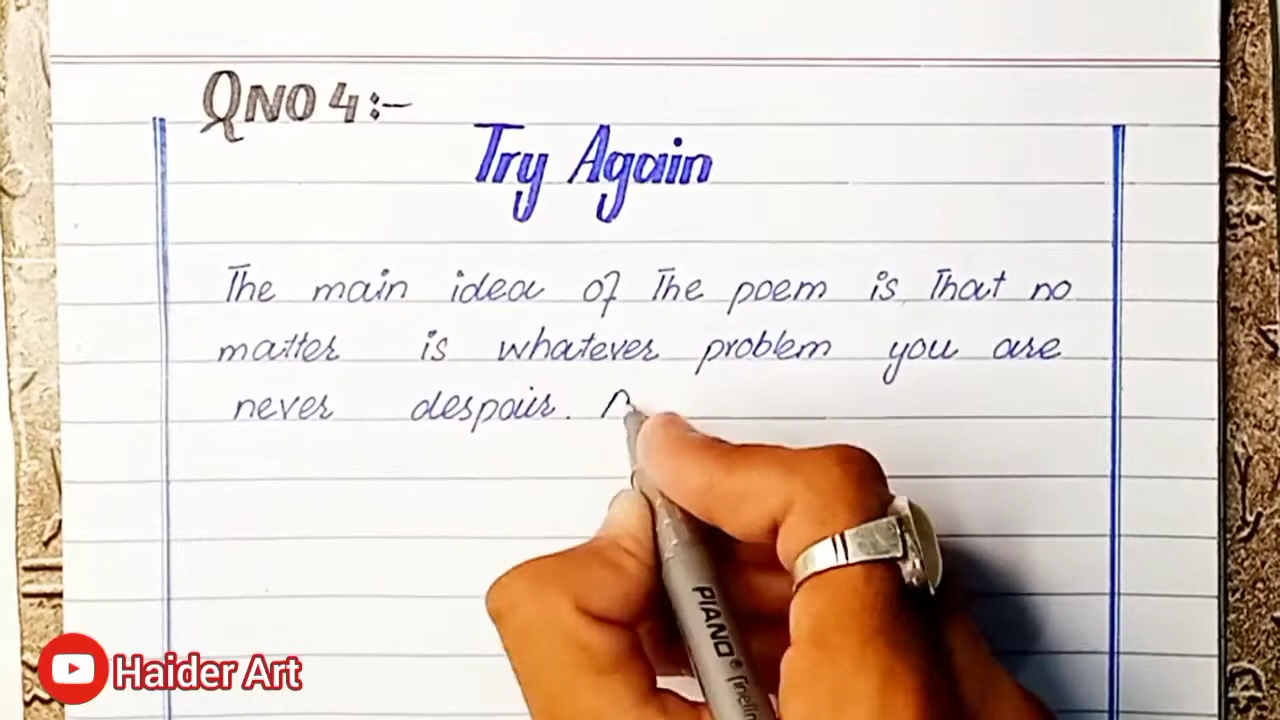 QNO 4:-
Try Again
The main idea of The poem is That no
matter is whatever problem you are
never despair.
PIANO®
Haider Art